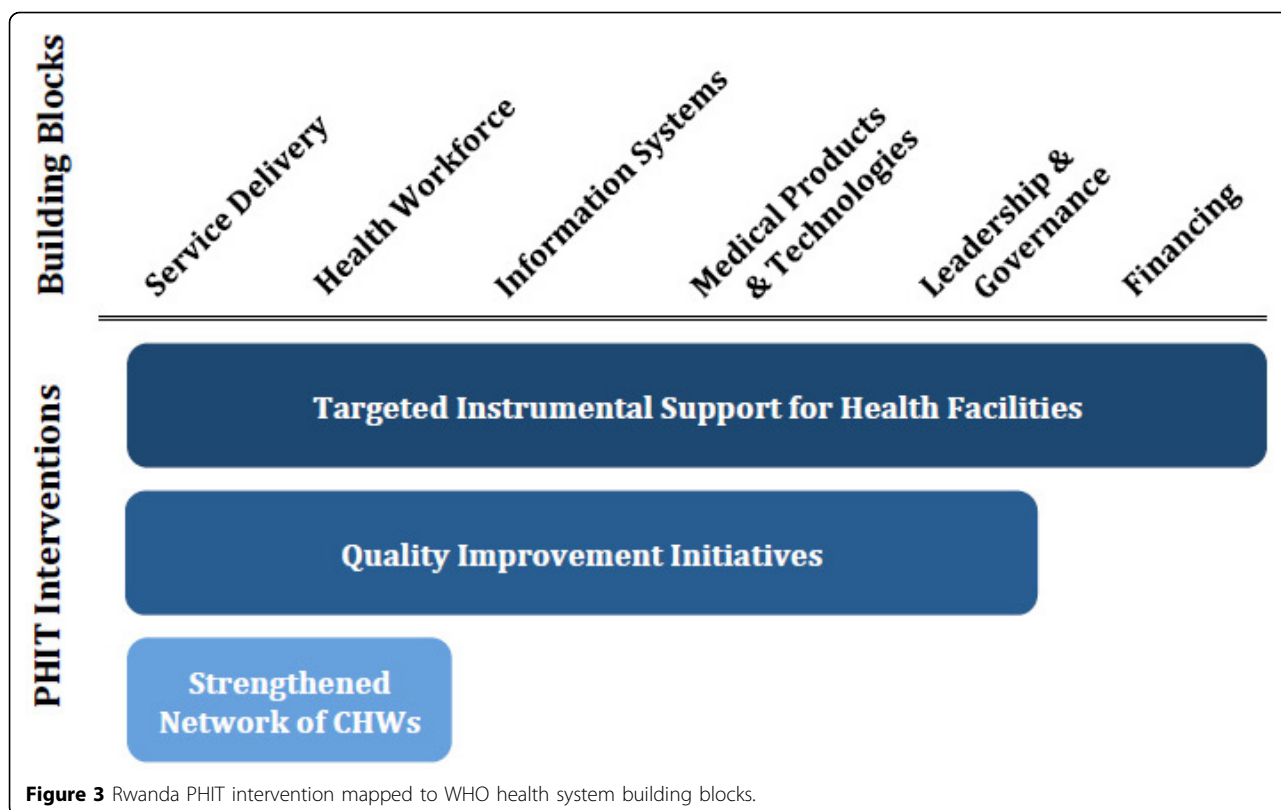 Building Blocks
Service Delivery
Health Workforce
Information Systems
Medical Products
& Technologies
Leadership &
Governance
Financing
PHIT Interventions
Targeted Instrumental Support for Health Facilities
Quality Improvement Initiatives
Strengthened
Network of CHWs
Figure 3 Rwanda PHIT intervention mapped to WHO health system building blocks.